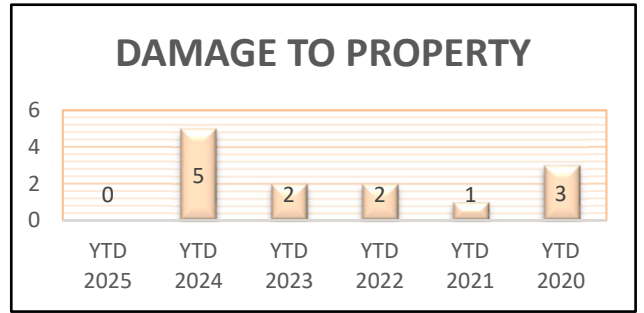 DAMAGE TO PROPERTY
6
4
2
0
0 5 2 2 1 3
YTD 2025
YTD 2024
YTD 2023
YTD 2022
YTD 2021
YTD 2020